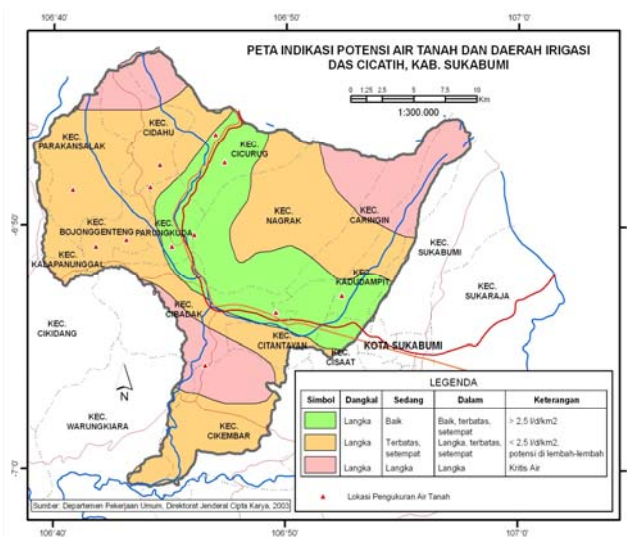 106°40'
106°50'
107°0'
PETA INDIKASI POTENSI AIR TANAH DAN DAERAH IRIGASI
DAS CICATIH, KAB. SUKABUMI
0 1.25 2.5 5 7.5 10
Km
1:300.000
KEC.
PARAKANSALAK
KEC.
CIDAHU
KEC.
CICURUG
KEC.
NAGRAK
KEC.
CARINGIN
-6°50'
-6°50'
KEC.
BOJONGGENTENG
KEC.
PARUNGKUDA
KEC.
KALAPANUNGGAL
KEC.
SUKABUMI
KEC.
KADUDAMPIT
KEC.
SUKARAJA
KEC.
CIBADAK
KEC.
CIKIDANG
KEC.
CITANTAYAN
KEC.
CISAAT
KOTA SUKABUMI
N
KEC.
WARUNGKIARA
KEC.
CIKEMBAR
-7°0'
-7°0'
LEGENDA
Simbol Dangkal Sedang Dalam Keterangan
Langka Baik Baik, terbatas, setempat > 2,5 l/d/km2
Langka Terbatas, setempat Langka, terbatas, setempat < 2,5 l/d/km2, potensi di lembah-lembah
Langka Langka Langka Kritis Air
Lokasi Pengukuran Air Tanah
Sumber: Departemen Pekerjaan Umum, Direktorat Jenderal Cipta Karya, 2003
106°40'
106°50'
107°0'